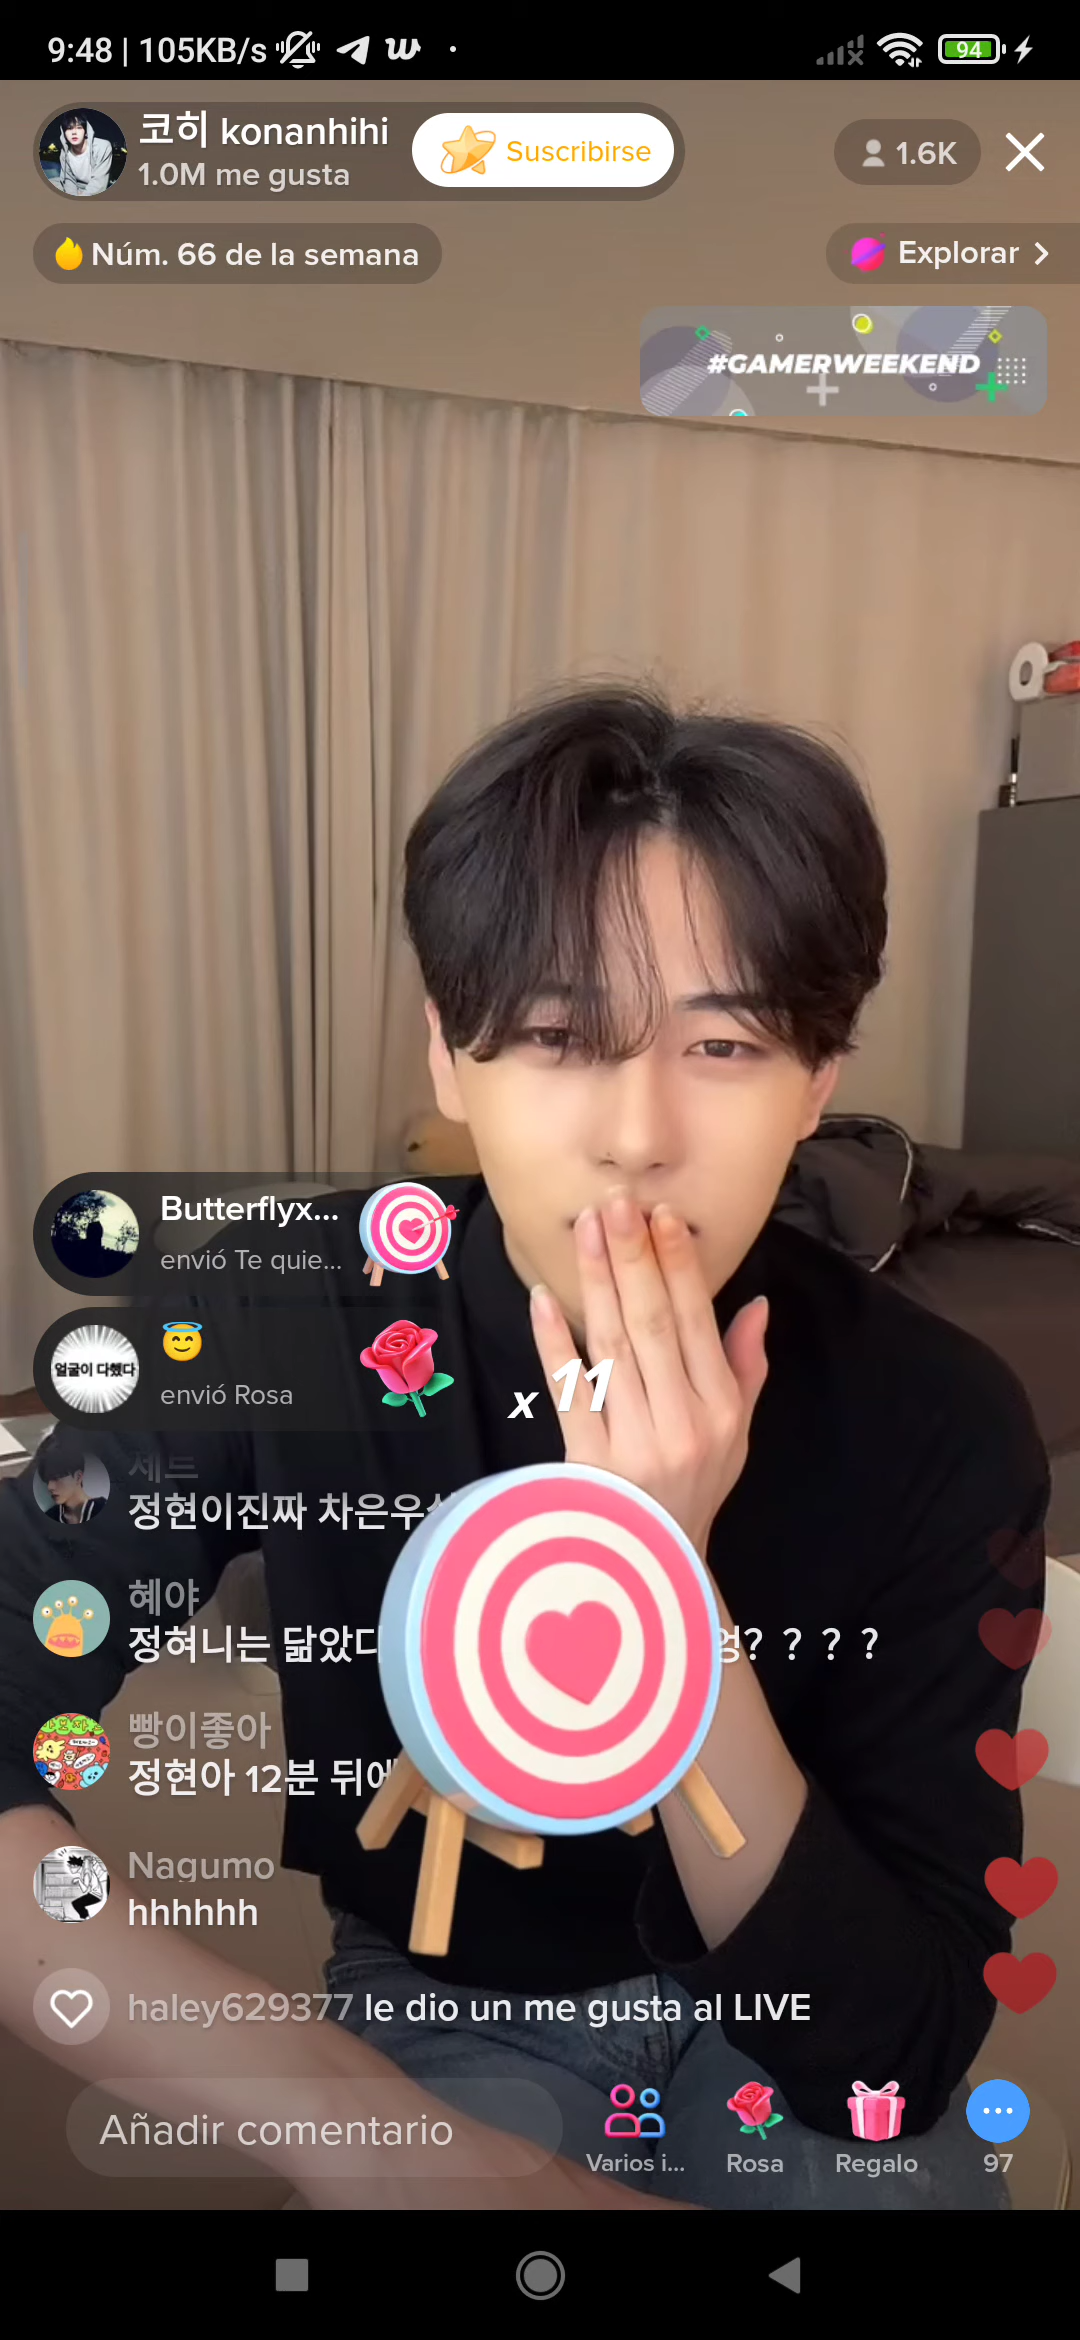 9:48 | 105KB/s
94
코히 konanhihi
1.0M me gusta
Suscribirse
1.6K
Núm. 66 de la semana
Explorar
#GAMERWEEKEND
Butterflyx...
envió Te quie...
얼굴이 다했다
envió Rosa
x 11
제트
정현이진짜 차은우
혜야
정혀니는 닮았다 ? ? ? ?
빵이좋아
정현아 12분 뒤에
Nagumo
hhhhhh
haley629377 le dio un me gusta al LIVE
Añadir comentario
Varios i...
Rosa
Regalo
97